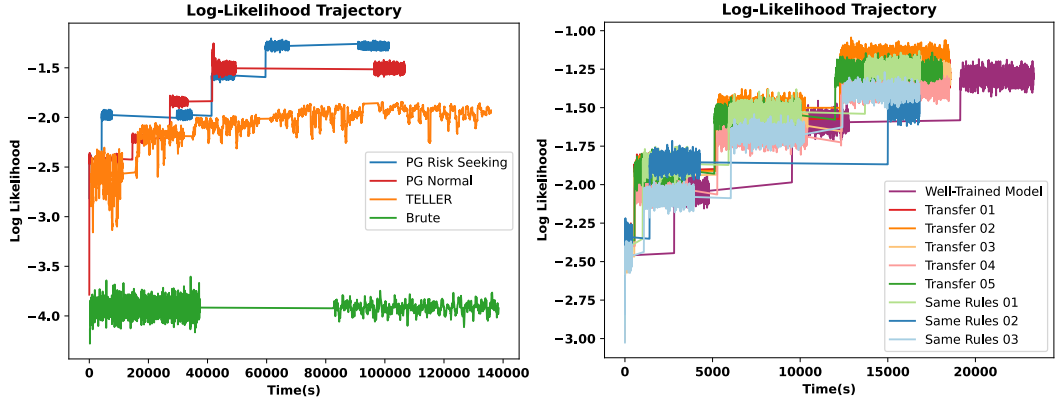 Log-Likelihood Trajectory
Log Likelihood
−1.5
−2.0
−2.5
−3.0
−3.5
−4.0
PG Risk Seeking
PG Normal
TELLER
Brute
0 20000 40000 60000 80000 100000 120000 140000
Time(s)
Log-Likelihood Trajectory
Log Likelihood
−1.00
−1.25
−1.50
−1.75
−2.00
−2.25
−2.50
−2.75
−3.00
Well-Trained Model
Transfer 01
Transfer 02
Transfer 03
Transfer 04
Transfer 05
Same Rules 01
Same Rules 02
Same Rules 03
0 5000 10000 15000 20000
Time(s)